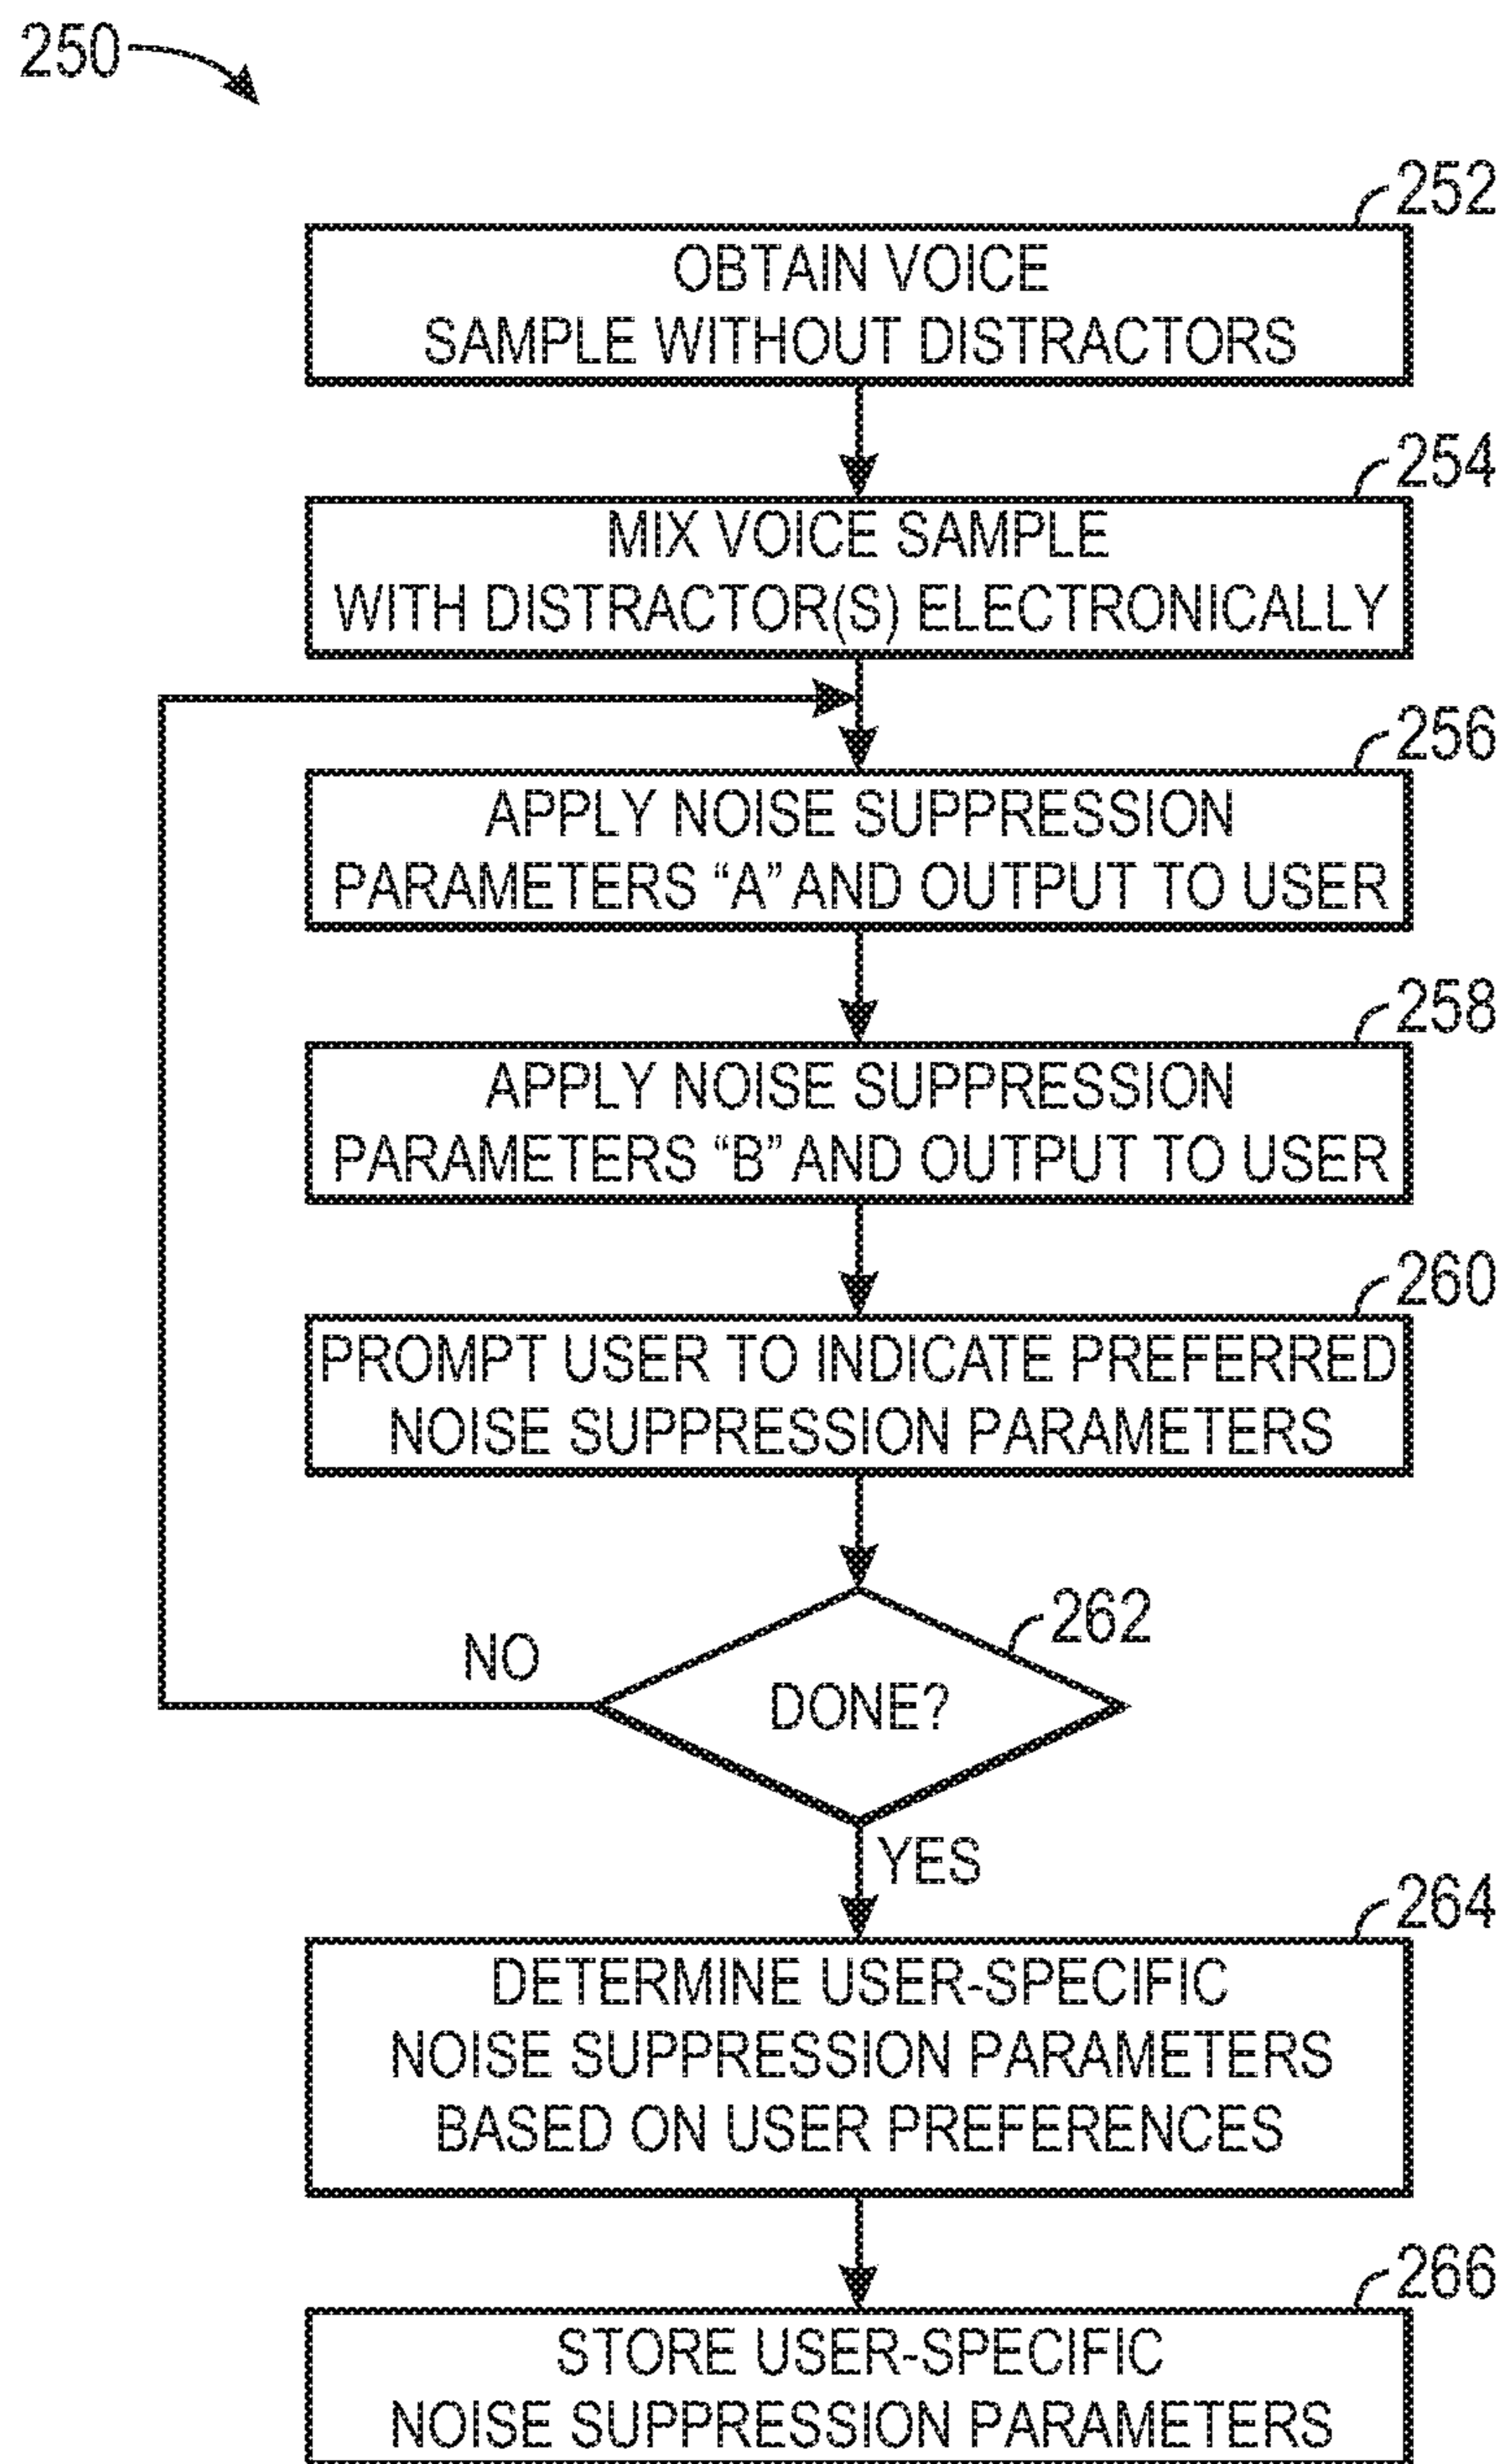 250
252
OBTAIN VOICE
SAMPLE WITHOUT DISTRACTORS
254
MIX VOICE SAMPLE
WITH DISTRACTOR(S) ELECTRONICALLY
256
APPLY NOISE SUPPRESSION
PARAMETERS “A” AND OUTPUT TO USER
258
APPLY NOISE SUPPRESSION
PARAMETERS “B” AND OUTPUT TO USER
260
PROMPT USER TO INDICATE PREFERRED
NOISE SUPPRESSION PARAMETERS
262
NO
DONE?
YES
264
DETERMINE USER-SPECIFIC
NOISE SUPPRESSION PARAMETERS
BASED ON USER PREFERENCES
266
STORE USER-SPECIFIC
NOISE SUPPRESSION PARAMETERS